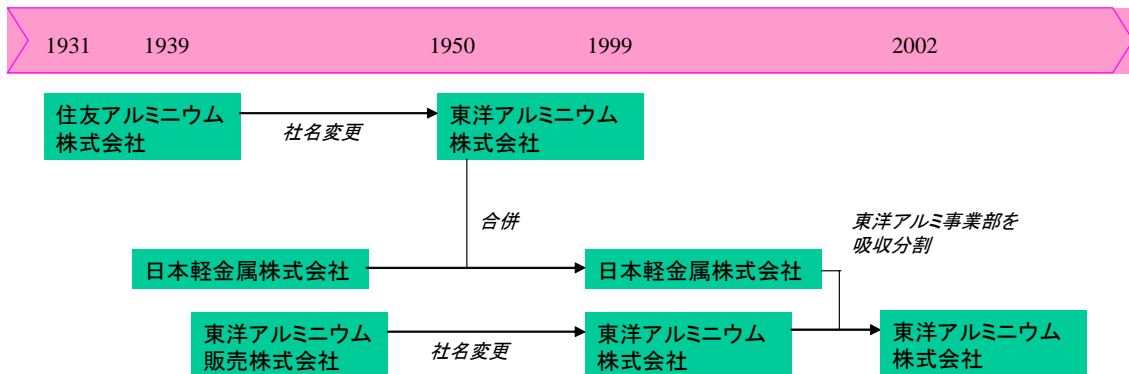 1931 1939 1950 1999 2002
住友アルミニウム
株式会社
社名変更
東洋アルミニウム
株式会社
合併
東洋アルミ事業部を
吸収分割
日本軽金属株式会社
日本軽金属株式会社
東洋アルミニウム
販売株式会社
社名変更
東洋アルミニウム
株式会社
東洋アルミニウム
株式会社